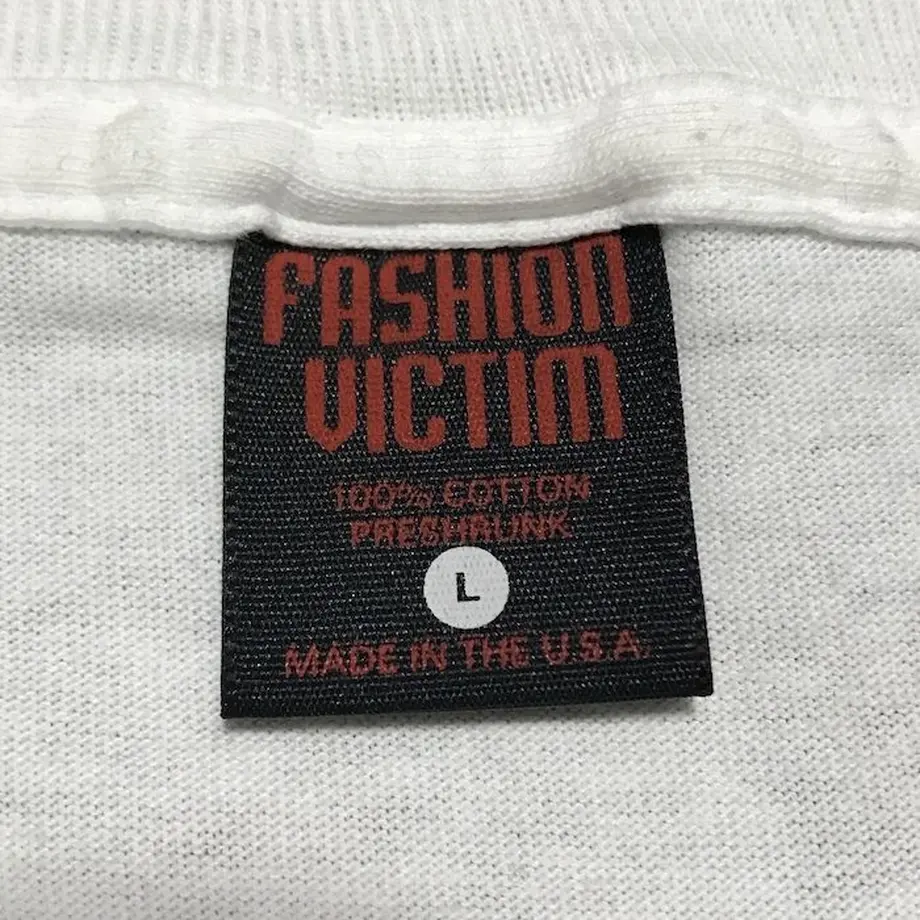 FASHION
VICTIM
100% COTTON
PRESHRUNK
L
MADE IN THE U.S.A.